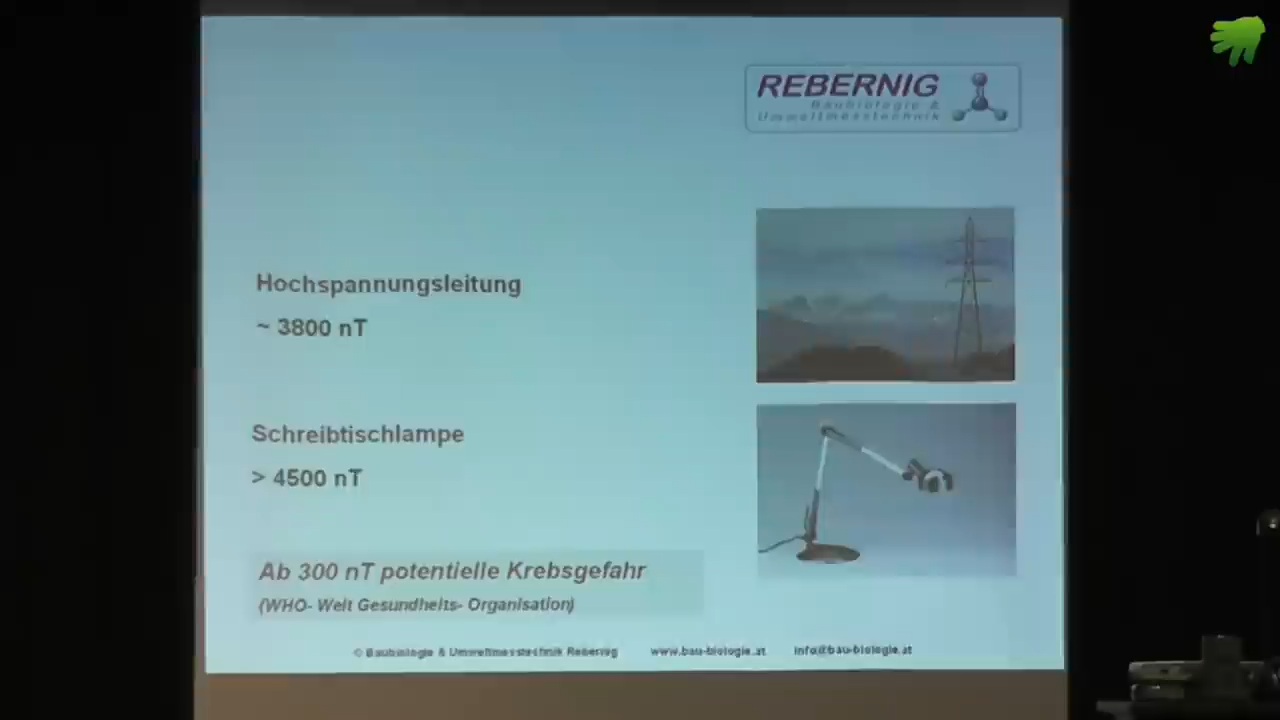 REBERNIG
Baubiologie &
Umweltmesstechnik
Hochspannungsleitung
~ 3800 nT
Schreibtischlampe
> 4500 nT
Ab 300 nT potentielle Krebsgefahr
(WHO- Welt Gesundheits- Organisation)
© Baubiologie & Umweltmesstechnik Rebernig www.bau-biologie.at info@bau-biologie.at